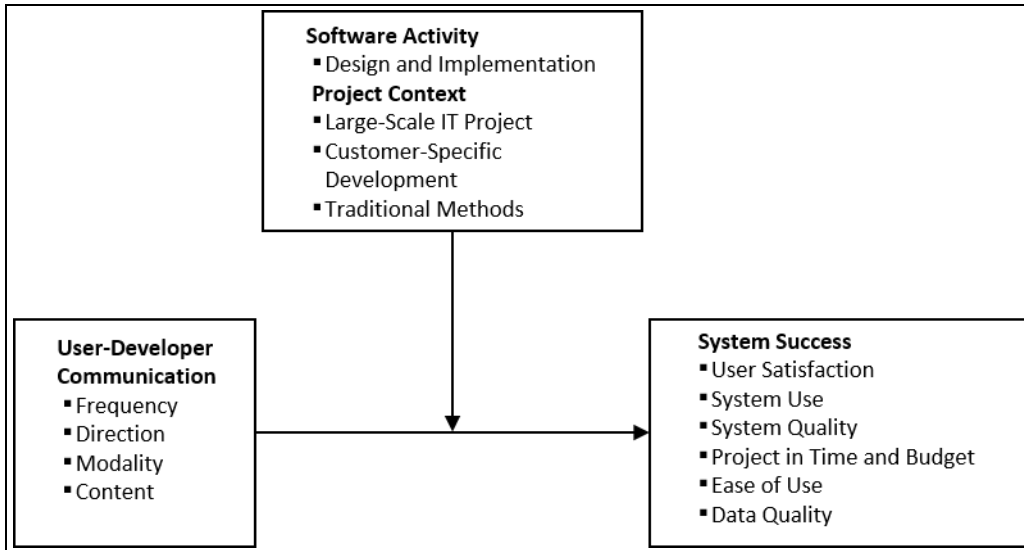 Software Activity
▪ Design and Implementation
Project Context
▪ Large-Scale IT Project
▪ Customer-Specific
Development
▪ Traditional Methods
User-Developer
Communication
▪ Frequency
▪ Direction
▪ Modality
▪ Content
System Success
▪ User Satisfaction
▪ System Use
▪ System Quality
▪ Project in Time and Budget
▪ Ease of Use
▪ Data Quality